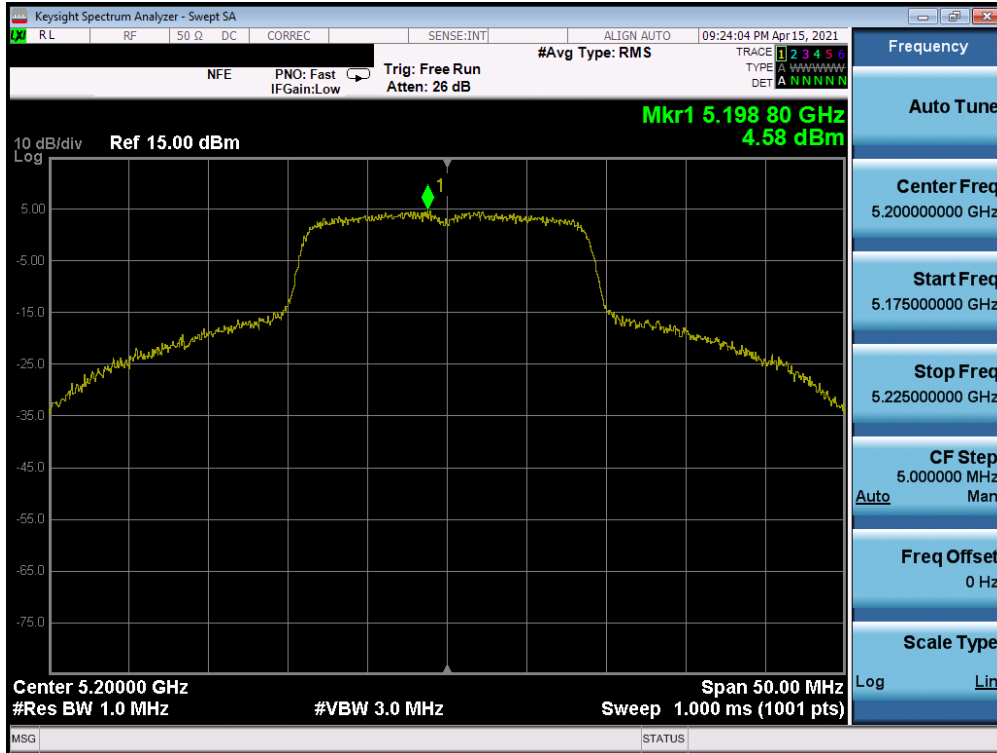 Keysight Spectrum Analyzer - Swept SA
LXI RL RF 50 Ω DC CORREC SENSE:INT ALIGN AUTO 09:24:04 PM Apr 15, 2021
NFE PNO: Fast Trig: Free Run #Avg Type: RMS TRACE 1 2 3 4 5 6
IFGain:Low Atten: 26 dB TYPE A WWWWW
DET A N N N N N
Mkr1 5.198 80 GHz
4.58 dBm
10 dB/div Ref 15.00 dBm
Log
1
5.00
-5.00
-15.0
-25.0
-35.0
-45.0
-55.0
-65.0
-75.0
Center 5.20000 GHz Span 50.00 MHz
#Res BW 1.0 MHz #VBW 3.0 MHz Sweep 1.000 ms (1001 pts)
MSG STATUS
Frequency
Auto Tune
Center Freq
5.200000000 GHz
Start Freq
5.175000000 GHz
Stop Freq
5.225000000 GHz
CF Step
5.000000 MHz
Auto Man
Freq Offset
0 Hz
Scale Type
Log Lin